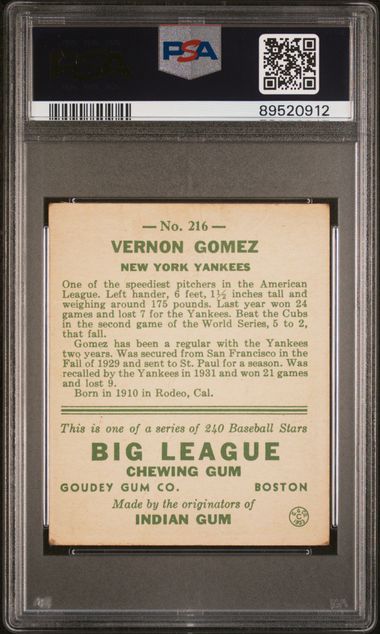 PSA
89520912
— No. 216 —
VERNON GOMEZ
NEW YORK YANKEES
One of the speediest pitchers in the American
League. Left hander, 6 feet, 1½ inches tall and
weighing around 175 pounds. Last year won 24
games and lost 7 for the Yankees. Beat the Cubs
in the second game of the World Series, 5 to 2,
that fall.
Gomez has been a regular with the Yankees
two years. Was secured from San Francisco in the
Fall of 1929 and sent to St. Paul for a season. Was
recalled by the Yankees in 1931 and won 21 games
and lost 9.
Born in 1910 in Rodeo, Cal.
This is one of a series of 240 Baseball Stars
BIG LEAGUE
CHEWING GUM
GOUDEY GUM CO. BOSTON
Made by the originators of
INDIAN GUM